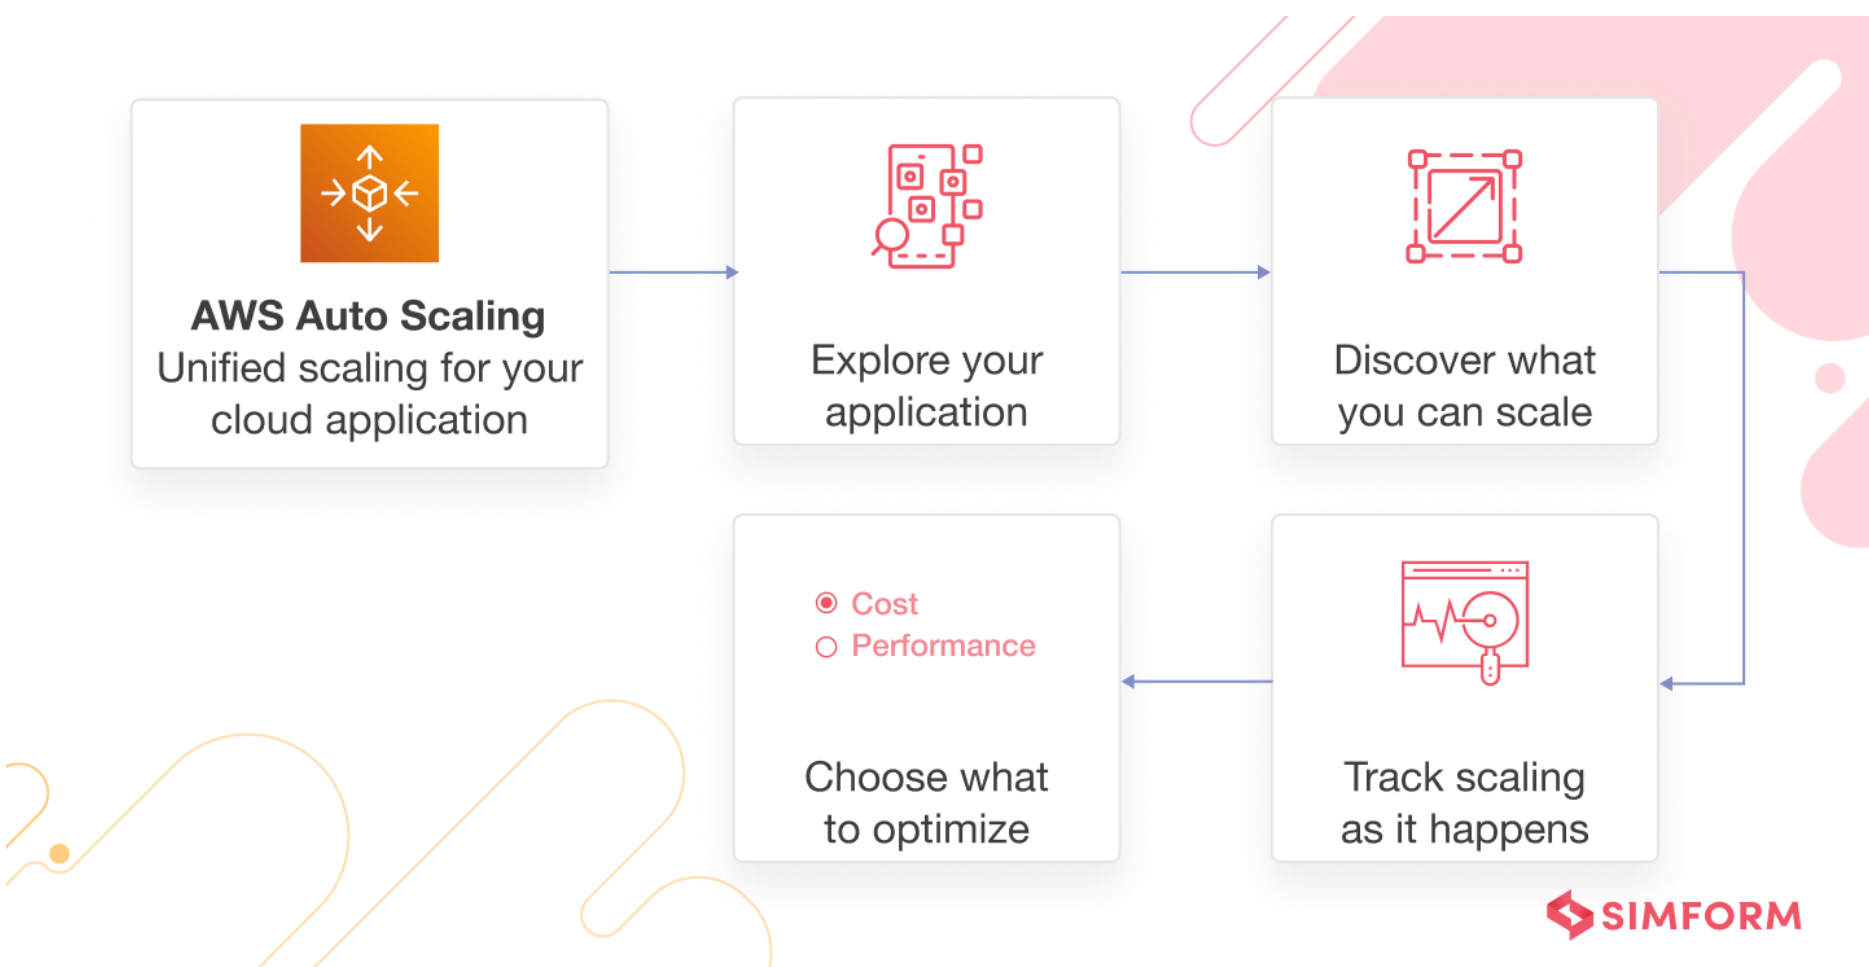 AWS Auto Scaling
Unified scaling for your
cloud application
Explore your
application
Discover what
you can scale
Track scaling
as it happens
Cost
Performance
Choose what
to optimize
SIMFORM